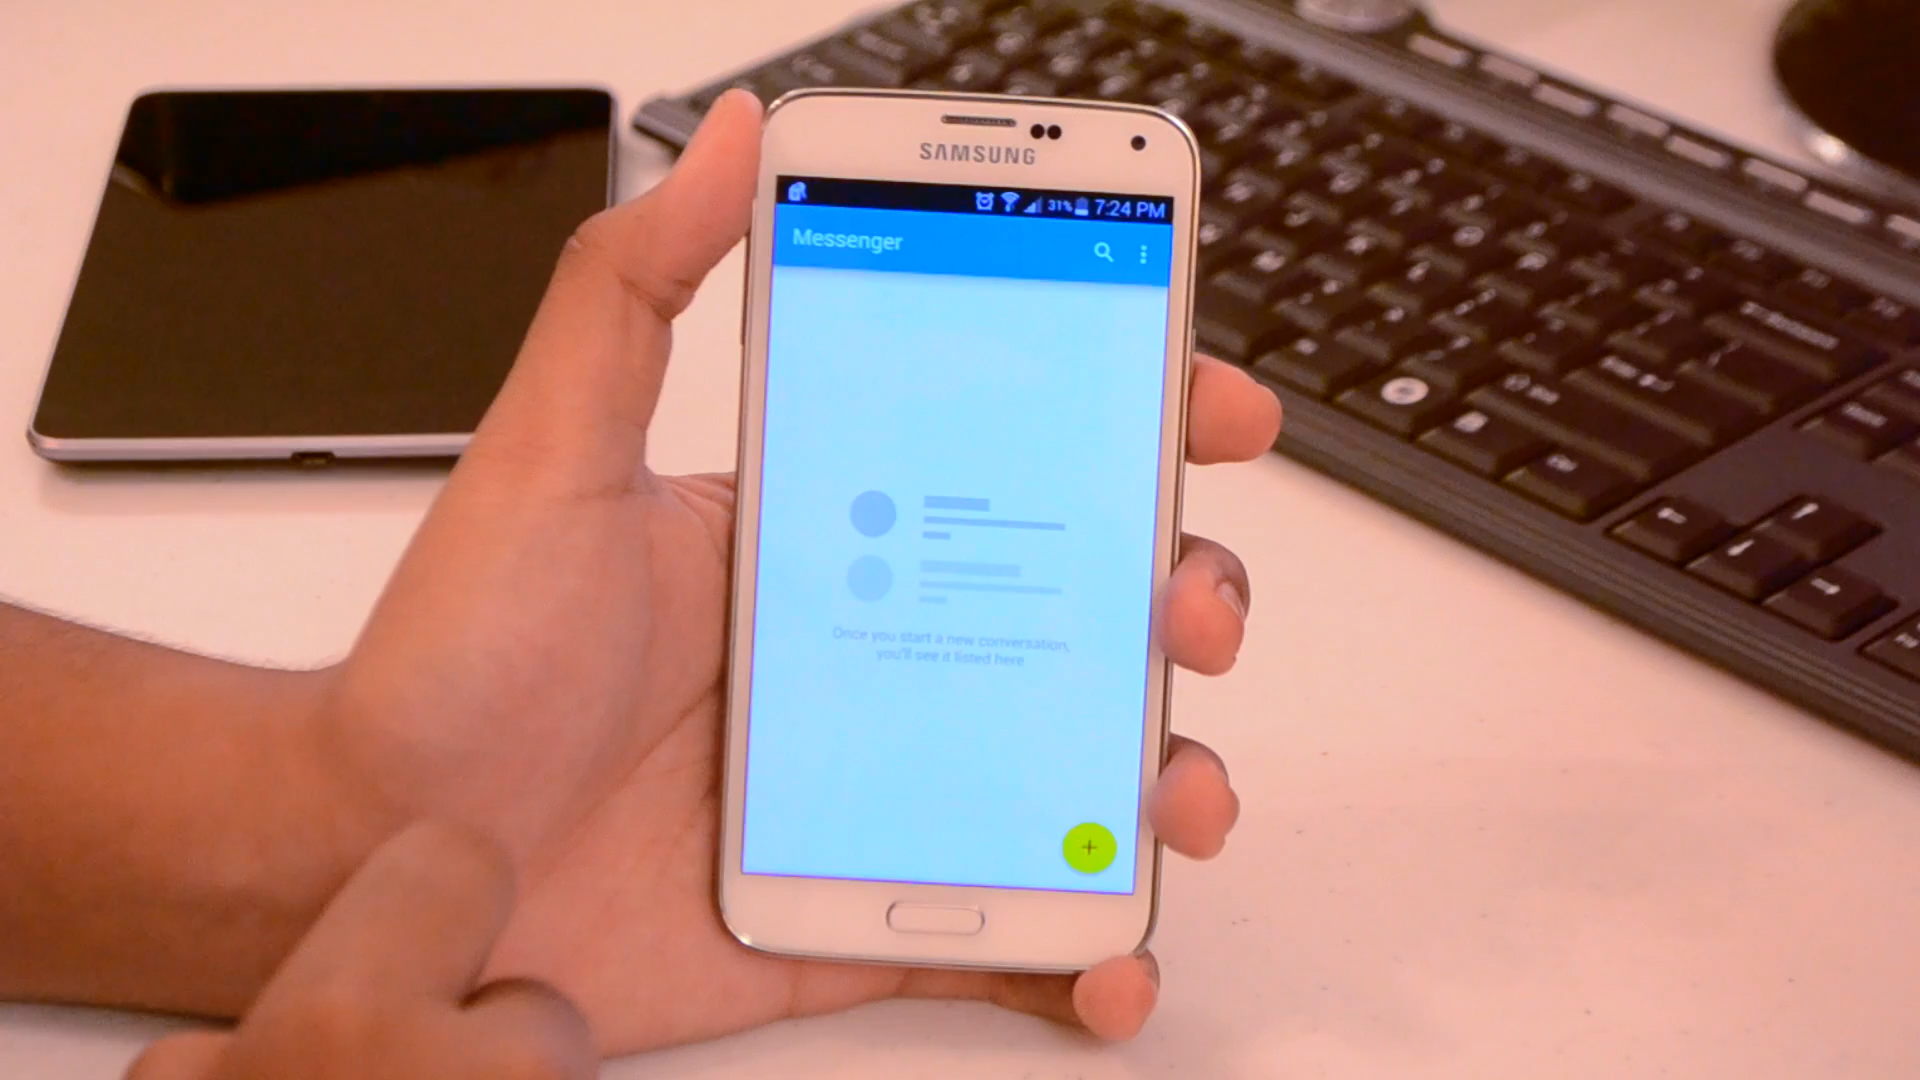 SAMSUNG
31% 7:24 PM
Messenger
Once you start a new conversation,
you'll see it listed here